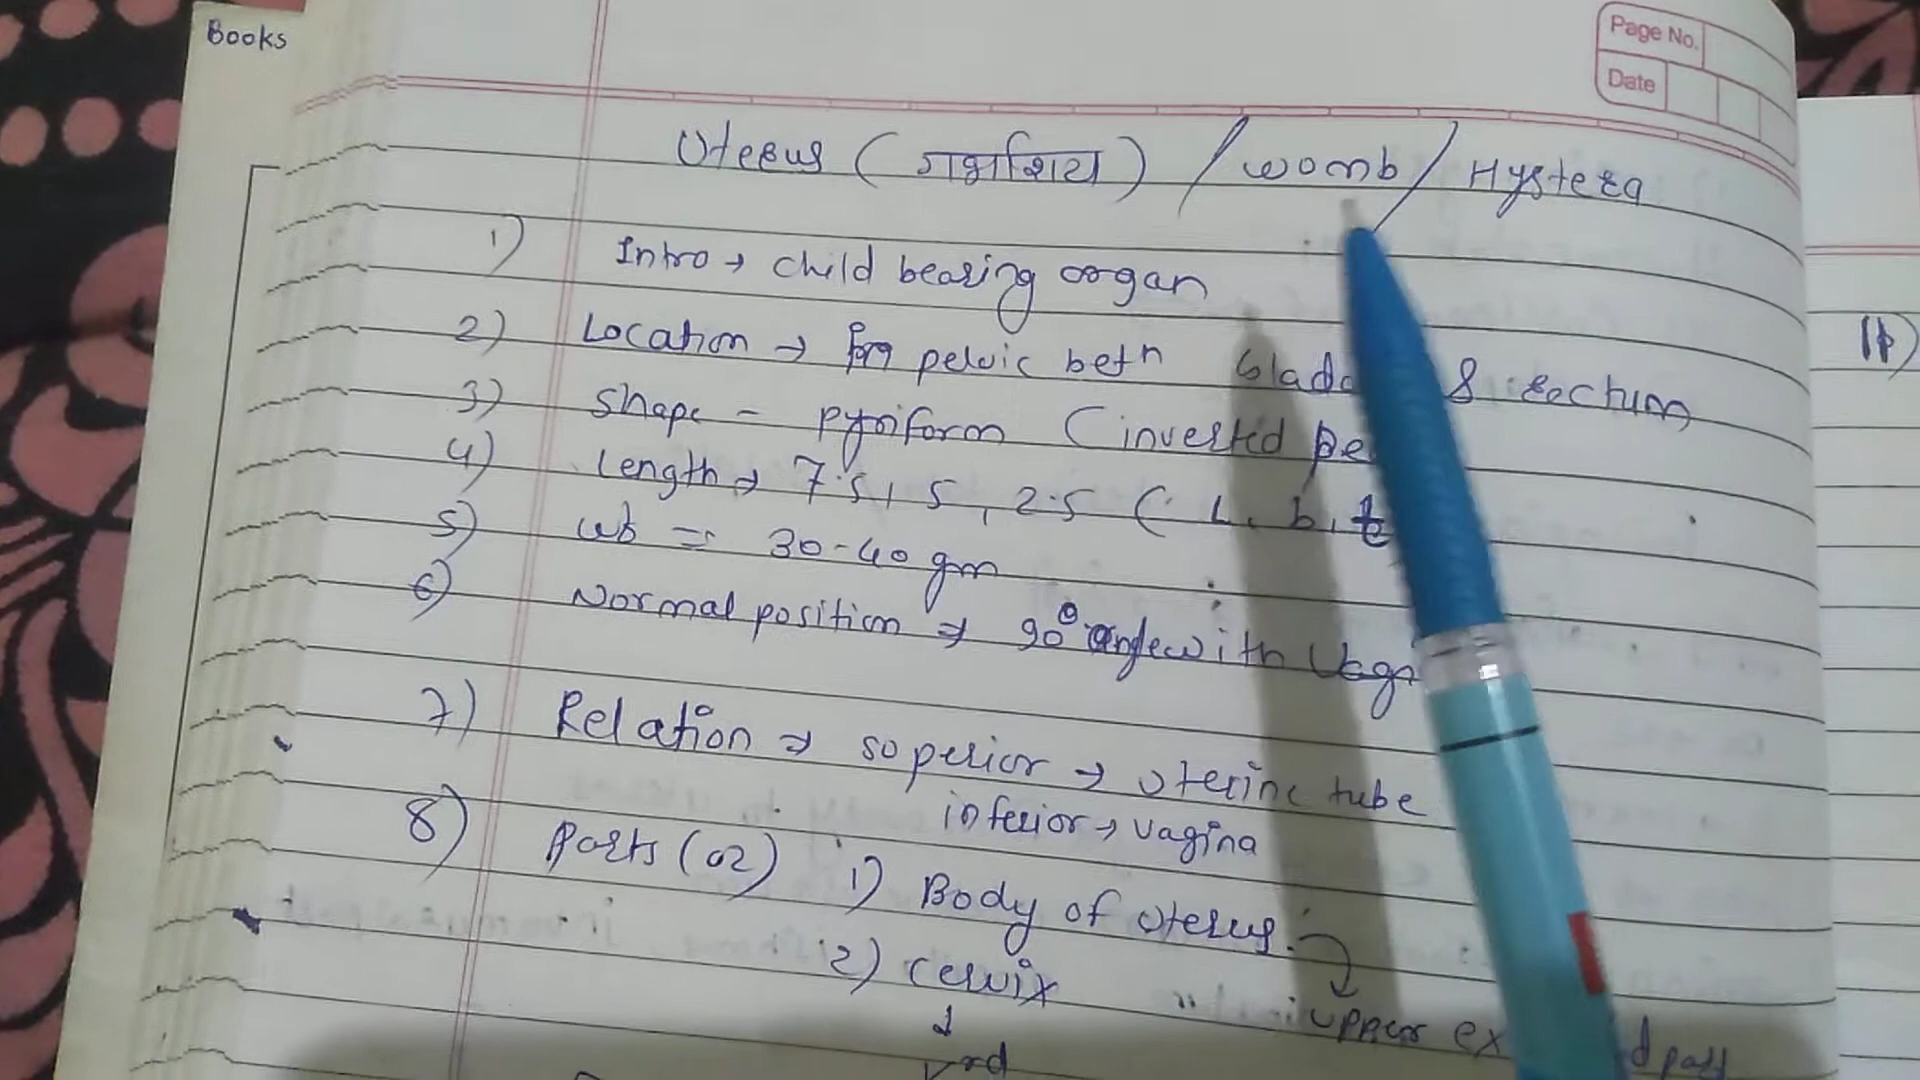 Books
Page No.
Date
Uterus (गर्भाशय) / womb / Hystera
1) Intro → child bearing organ
2) Location → pelvic betn & rectum
3) Shape - pyriform (inverted
4) Length → 7.5, 5, 2.5 ( L, b, t
5) wt = 30-40 gm
6) Normal position → 90° angle with
7) Relation → soperior → uterine tube
inferior → vagina
8) parts (02) 1) Body of uterus.
2) cervix
upper
part
11)